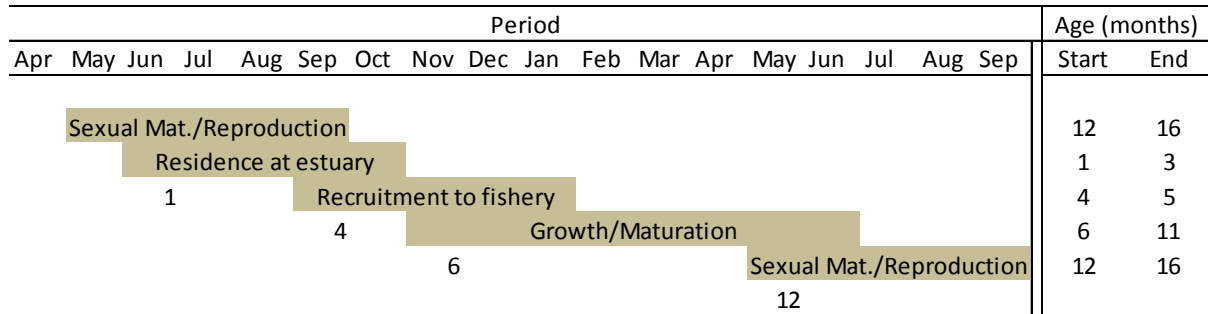 Period Age (months)
Apr May Jun Jul Aug Sep Oct Nov Dec Jan Feb Mar Apr May Jun Jul Aug Sep Start End
Sexual Mat./Reproduction 12 16
Residence at estuary 1 3
1 Recruitment to fishery 4 5
4 Growth/Maturation 6 11
6 Sexual Mat./Reproduction 12 16
12